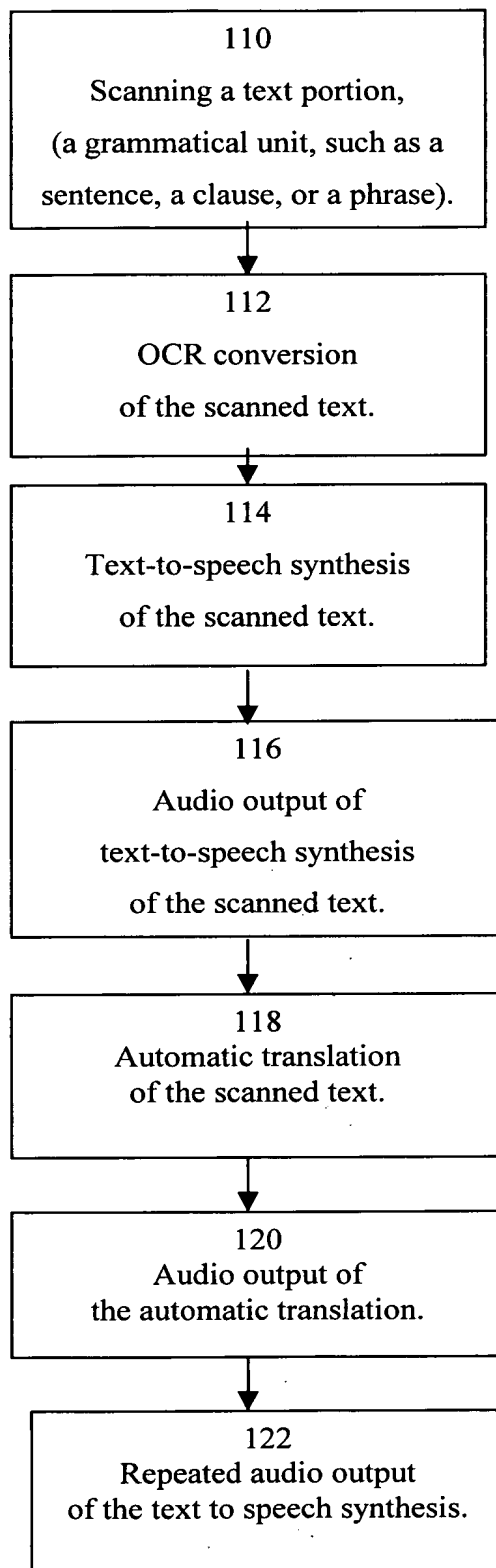 110
Scanning a text portion,
(a grammatical unit, such as a
sentence, a clause, or a phrase).
112
OCR conversion
of the scanned text.
114
Text-to-speech synthesis
of the scanned text.
116
Audio output of
text-to-speech synthesis
of the scanned text.
118
Automatic translation
of the scanned text.
120
Audio output of
the automatic translation.
122
Repeated audio output
of the text to speech synthesis.